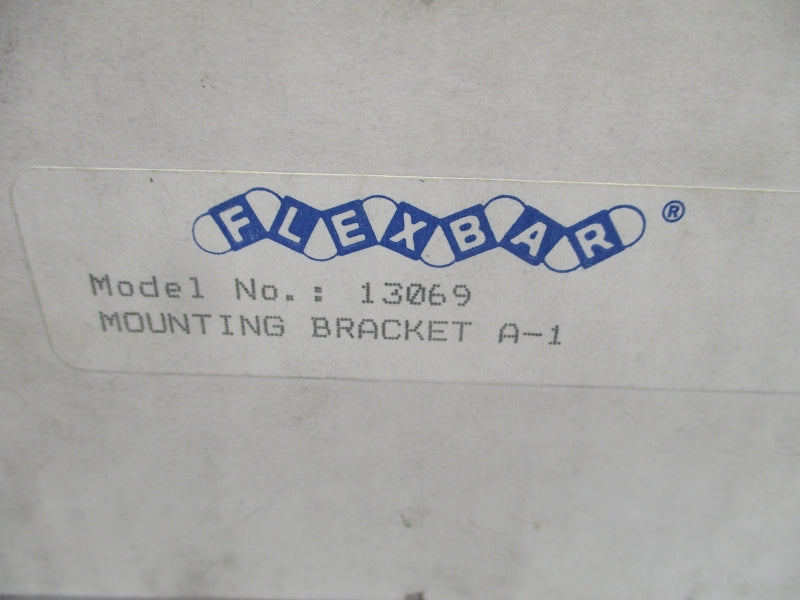 FLEXBAR®
Model No.: 13069
MOUNTING BRACKET A-1